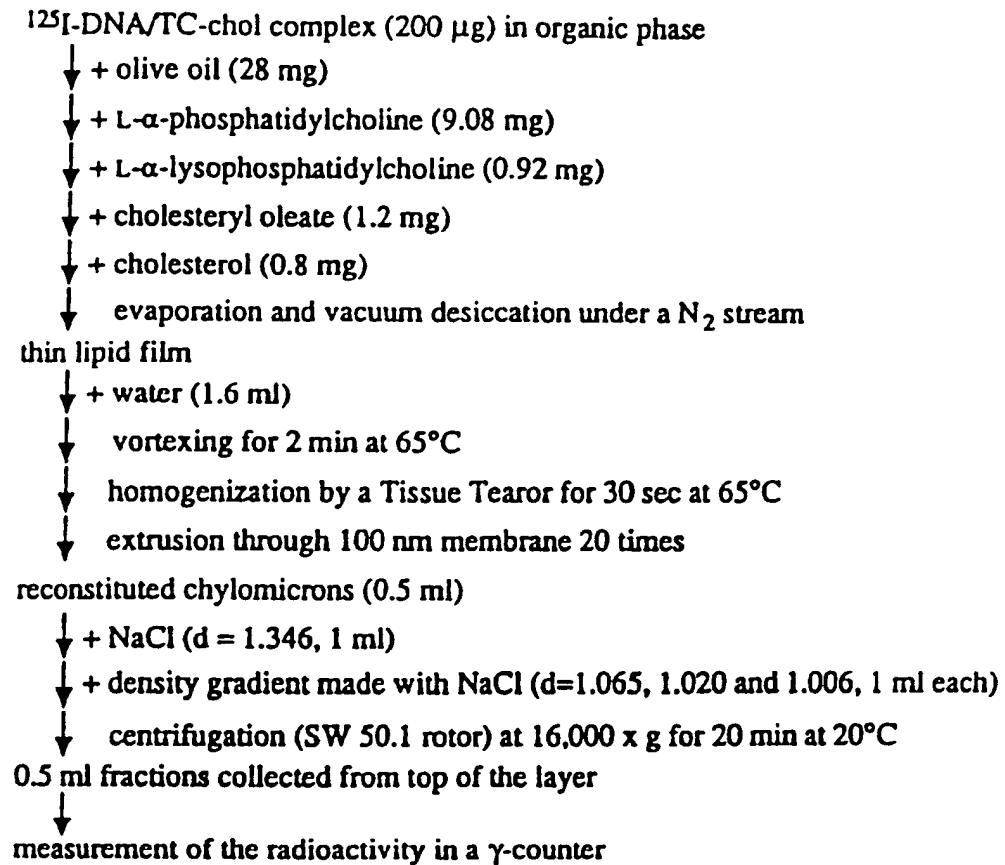 ¹²⁵I-DNA/TC-chol complex (200 µg) in organic phase
+ olive oil (28 mg)
+ L-α-phosphatidylcholine (9.08 mg)
+ L-α-lysophosphatidylcholine (0.92 mg)
+ cholesteryl oleate (1.2 mg)
+ cholesterol (0.8 mg)
evaporation and vacuum desiccation under a N₂ stream
thin lipid film
+ water (1.6 ml)
vortexing for 2 min at 65°C
homogenization by a Tissue Tearor for 30 sec at 65°C
extrusion through 100 nm membrane 20 times
reconstituted chylomicrons (0.5 ml)
+ NaCl (d = 1.346, 1 ml)
+ density gradient made with NaCl (d=1.065, 1.020 and 1.006, 1 ml each)
centrifugation (SW 50.1 rotor) at 16,000 x g for 20 min at 20°C
0.5 ml fractions collected from top of the layer
measurement of the radioactivity in a γ-counter